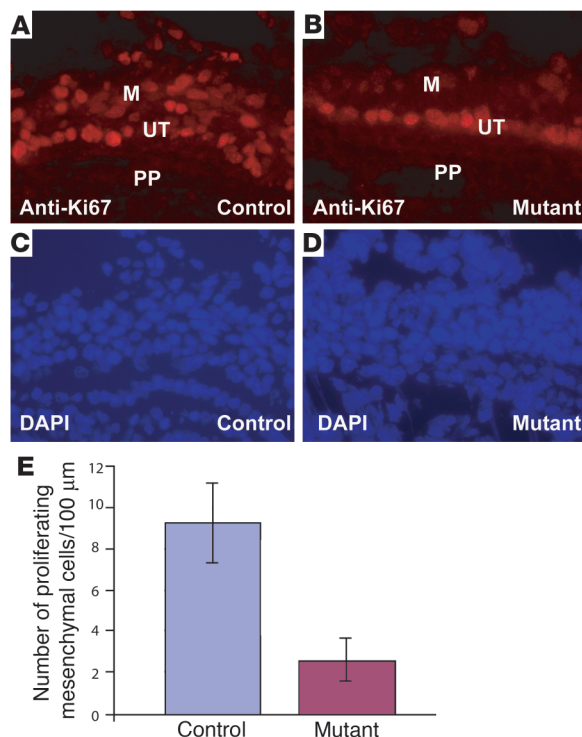 A
B
M
M
UT
UT
PP
PP
Anti-Ki67 Control
Anti-Ki67 Mutant
C
D
DAPI Control
DAPI Mutant
E
Number of proliferating
mesenchymal cells/100 μm
12
10
8
6
4
2
0
Control
Mutant